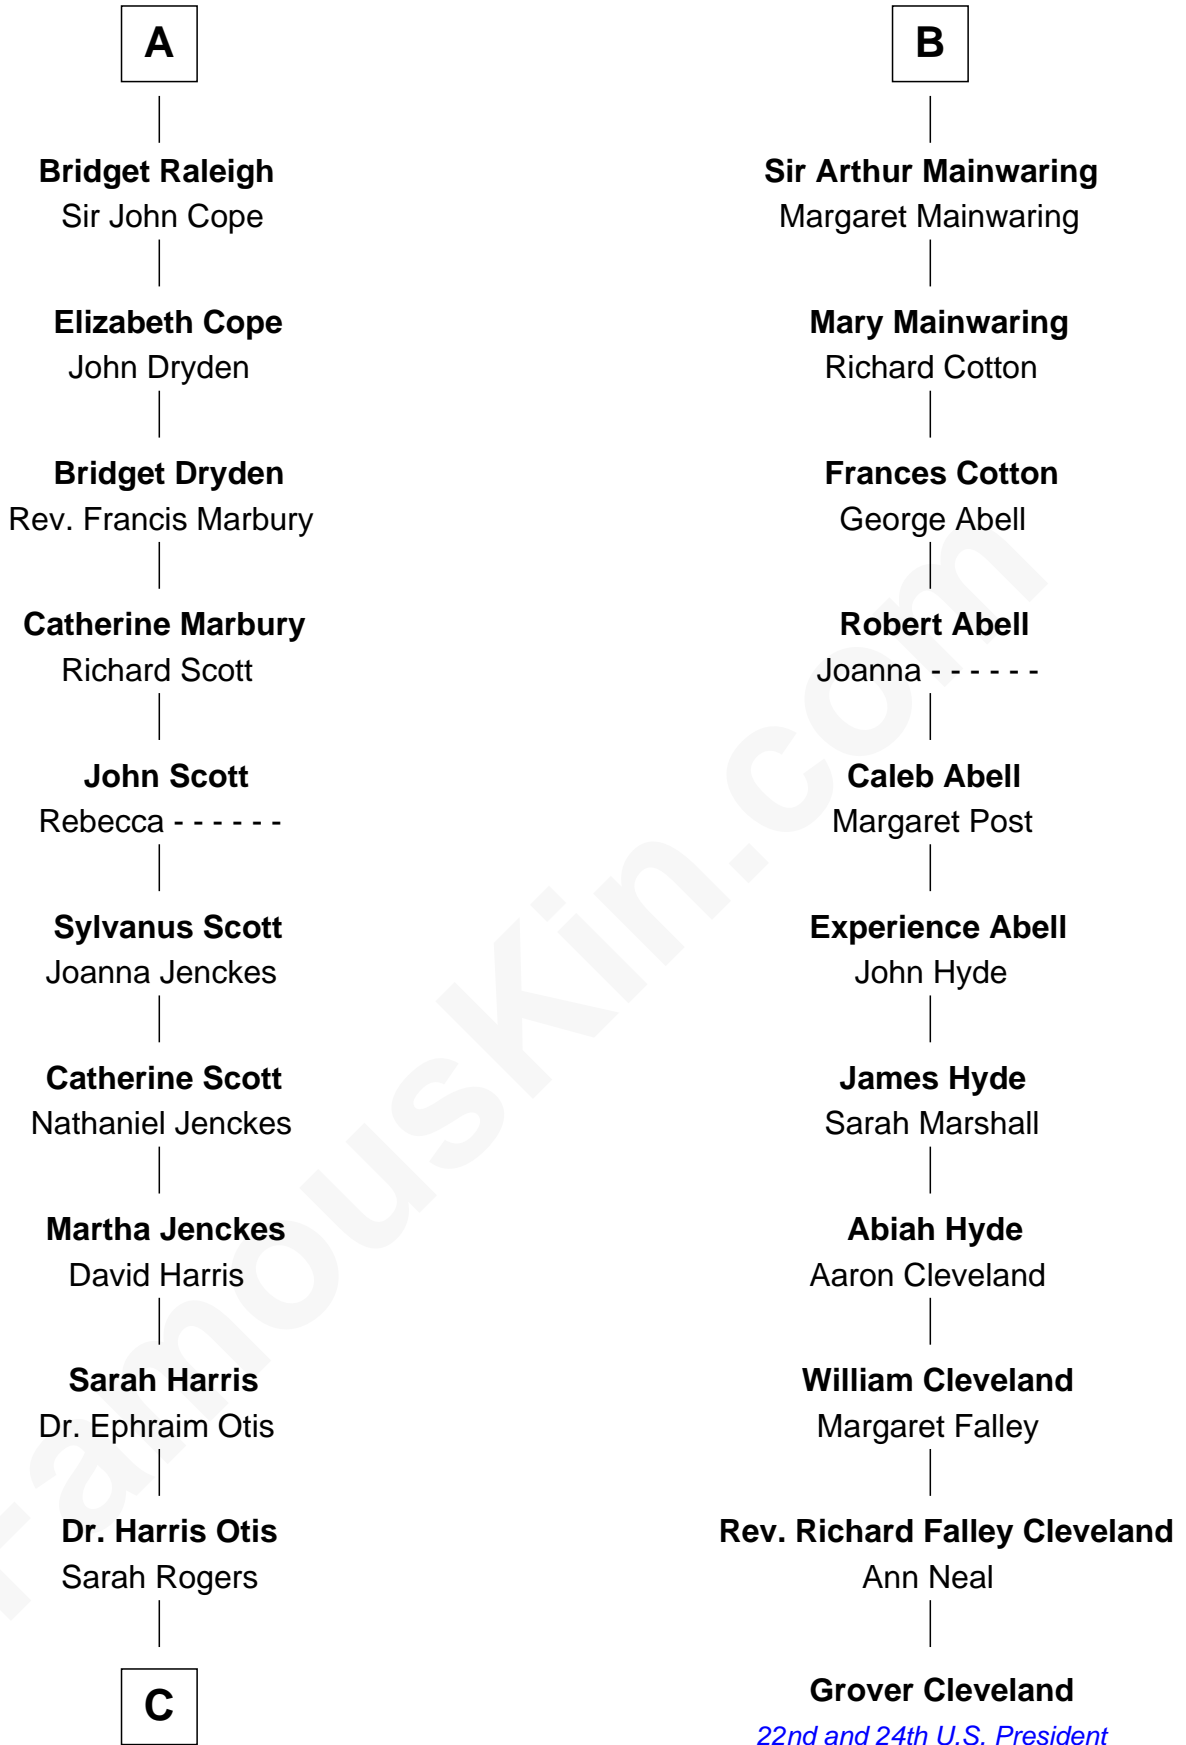 A
Bridget Raleigh
Sir John Cope
Elizabeth Cope
John Dryden
Bridget Dryden
Rev. Francis Marbury
Catherine Marbury
Richard Scott
John Scott
Rebecca - - - - - -
Sylvanus Scott
Joanna Jenckes
Catherine Scott
Nathaniel Jenckes
Martha Jenckes
David Harris
Sarah Harris
Dr. Ephraim Otis
Dr. Harris Otis
Sarah Rogers
C
B
Sir Arthur Mainwaring
Margaret Mainwaring
Mary Mainwaring
Richard Cotton
Frances Cotton
George Abell
Robert Abell
Joanna - - - - - -
Caleb Abell
Margaret Post
Experience Abell
John Hyde
James Hyde
Sarah Marshall
Abiah Hyde
Aaron Cleveland
William Cleveland
Margaret Falley
Rev. Richard Falley Cleveland
Ann Neal
Grover Cleveland
22nd and 24th U.S. President
FamousKin.com